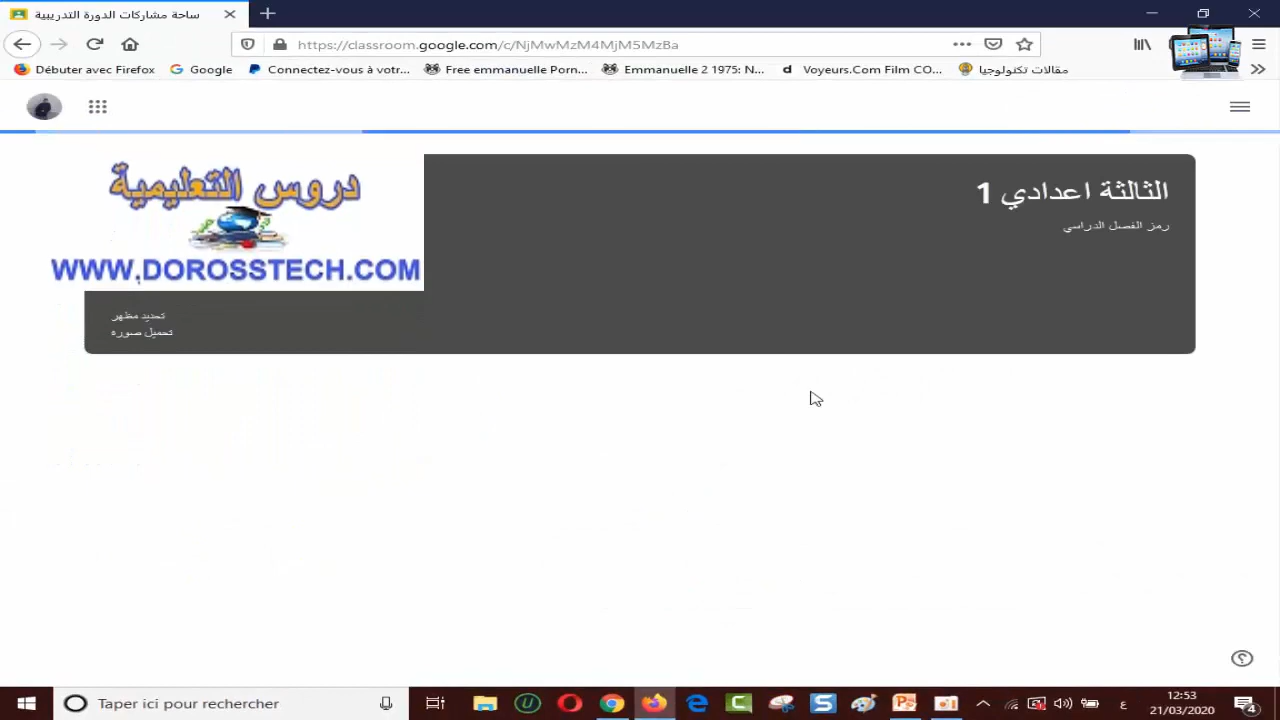 ساحة مشاركات الدورة التدريبية
https://classroom.google.com/c/NjMwMzM4MjM5MzBa
Débuter avec Firefox
Google
Connectez-vous à votr...
Free emmanuelle Porn...
Emmanuelle 2 1975: N...
Voyeurs.Com Film CO...
مقالات تكنولوجيا
دروس التعليمية
WWW.DOROSSTECH.COM
الثالثة اعدادي 1
رمز الفصل الدراسي
تحديد مظهر
تحميل صورة
Taper ici pour rechercher
ع
12:53
21/03/2020
4